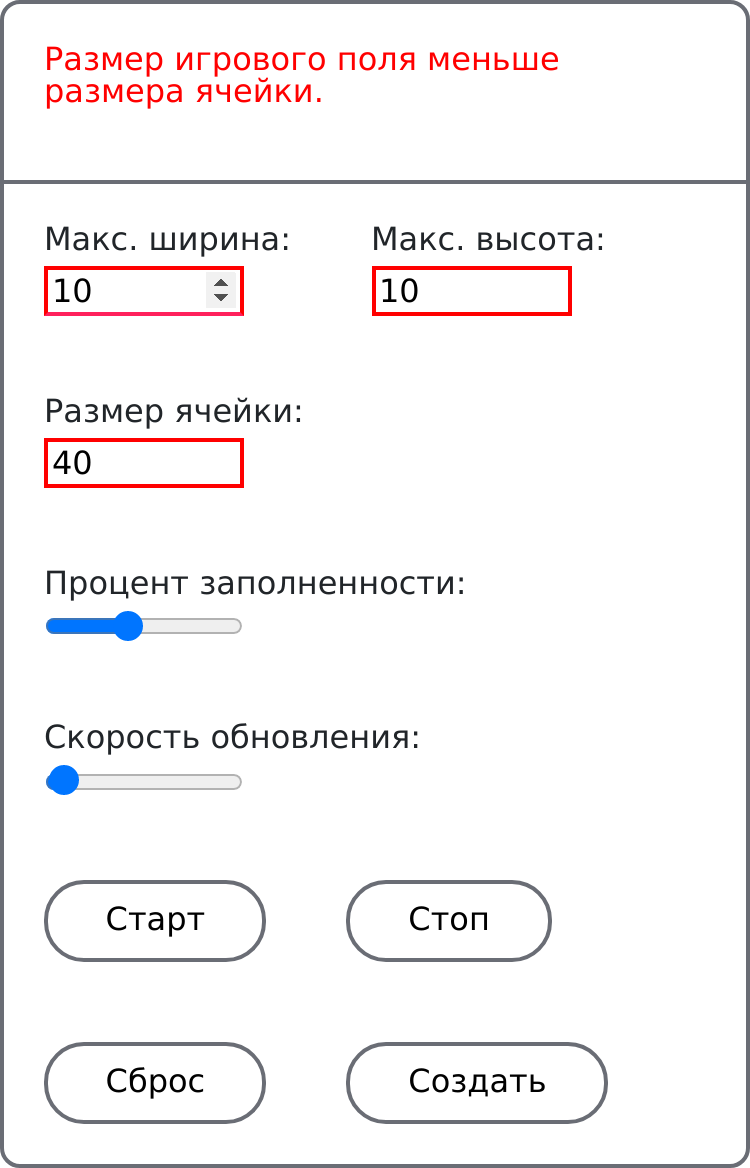 Размер игрового поля меньше
размера ячейки.
Макс. ширина: Макс. высота:
10 10
Размер ячейки:
40
Процент заполненности:
Скорость обновления:
Старт Стоп
Сброс Создать